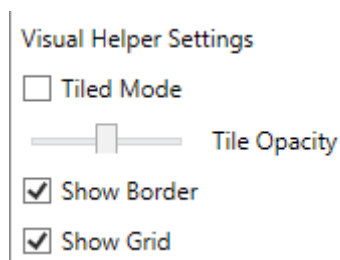 Visual Helper Settings
Tiled Mode
Tile Opacity
Show Border
Show Grid